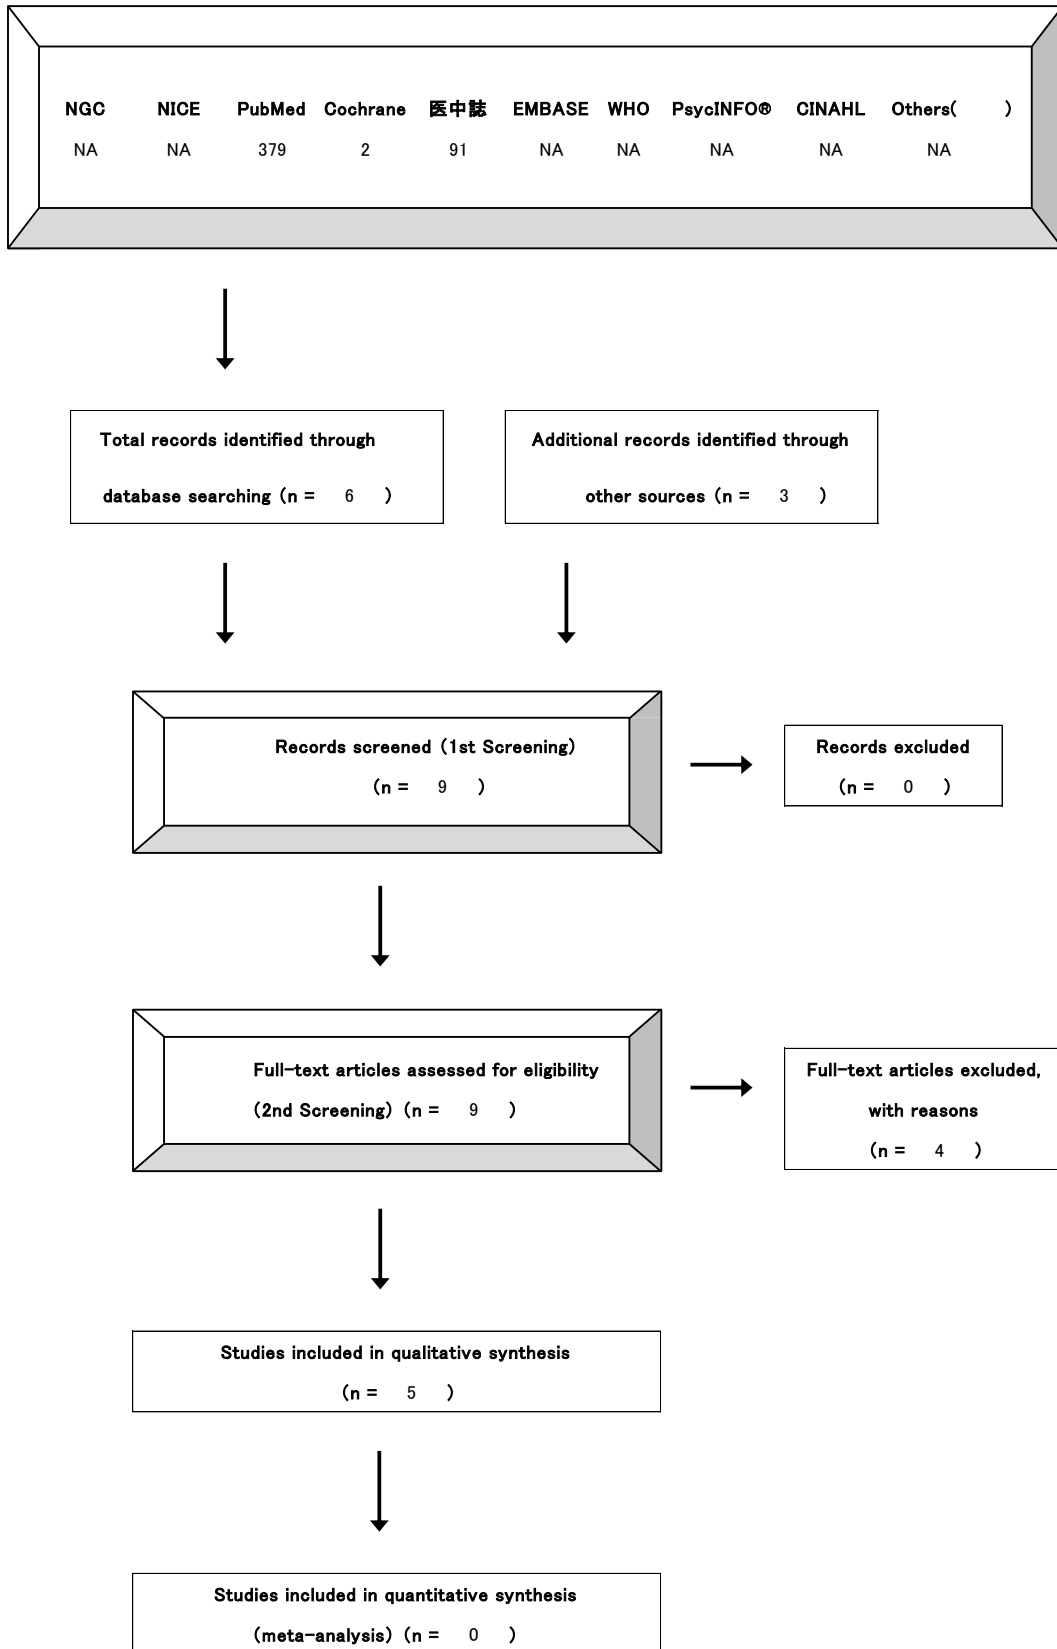 NGC NICE PubMed Cochrane 医中誌 EMBASE WHO PsycINFO® CINAHL Others( )
NA NA 379 2 91 NA NA NA NA NA
Total records identified through
database searching (n = 6 )
Additional records identified through
other sources (n = 3 )
Records screened (1st Screening)
(n = 9 )
Records excluded
(n = 0 )
Full-text articles assessed for eligibility
(2nd Screening) (n = 9 )
Full-text articles excluded,
with reasons
(n = 4 )
Studies included in qualitative synthesis
(n = 5 )
Studies included in quantitative synthesis
(meta-analysis) (n = 0 )